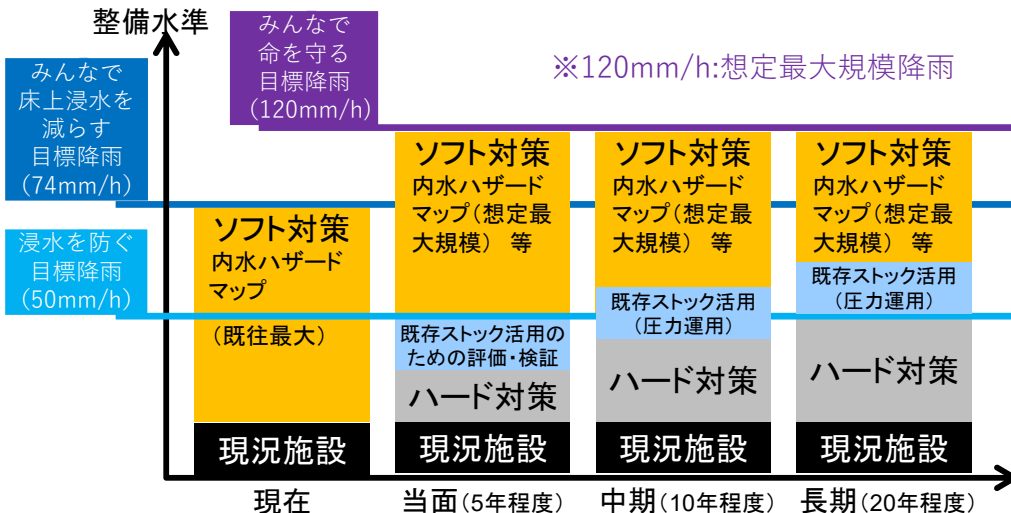 整備水準
みんなで
命を守る
目標降雨
(120mm/h)
※120mm/h:想定最大規模降雨
みんなで
床上浸水を
減らす
目標降雨
(74mm/h)
浸水を防ぐ
目標降雨
(50mm/h)
ソフト対策
内水ハザード
マップ
(既往最大)
現況施設
現在
ソフト対策
内水ハザード
マップ(想定最
大規模) 等
既存ストック活用の
ための評価・検証
ハード対策
現況施設
当面(5年程度)
ソフト対策
内水ハザード
マップ(想定最
大規模) 等
既存ストック活用
(圧力運用)
ハード対策
現況施設
中期(10年程度)
ソフト対策
内水ハザード
マップ(想定最
大規模) 等
既存ストック活用
(圧力運用)
ハード対策
現況施設
長期(20年程度)